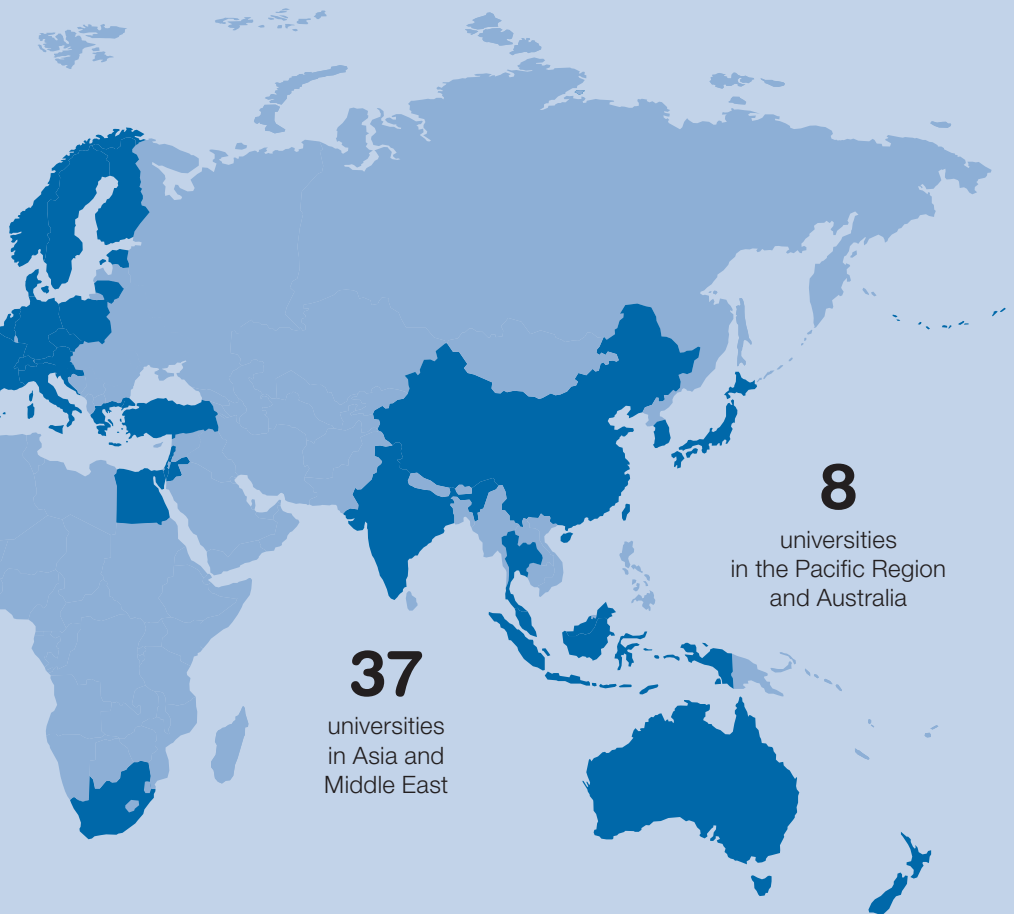 8
universities
in the Pacific Region
and Australia
37
universities
in Asia and
Middle East